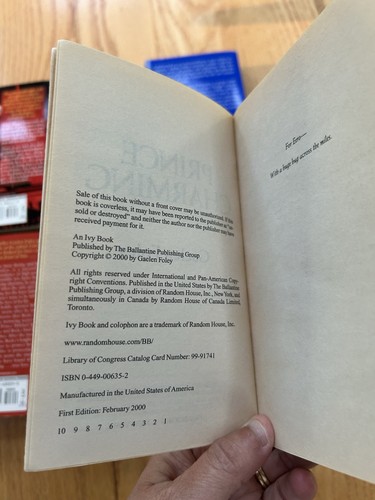 Sale of this book without a front cover may be unauthorized. If this
book is coverless, it may have been reported to the publisher as "un-
sold or destroyed" and neither the author nor the publisher may have
received payment for it.
An Ivy Book
Published by The Ballantine Publishing Group
Copyright © 2000 by Gaelen Foley
All rights reserved under International and Pan-American Copy-
right Conventions. Published in the United States by The Ballantine
Publishing Group, a division of Random House, Inc., New York, and
simultaneously in Canada by Random House of Canada Limited,
Toronto.
Ivy Book and colophon are a trademark of Random House, Inc.
www.randomhouse.com/BB/
Library of Congress Catalog Card Number: 99-91741
ISBN 0-449-00635-2
Manufactured in the United States of America
First Edition: February 2000
10 9 8 7 6 5 4 3 2 1
For Eric—
With a huge hug across the miles.
PRINCE
CHARMING